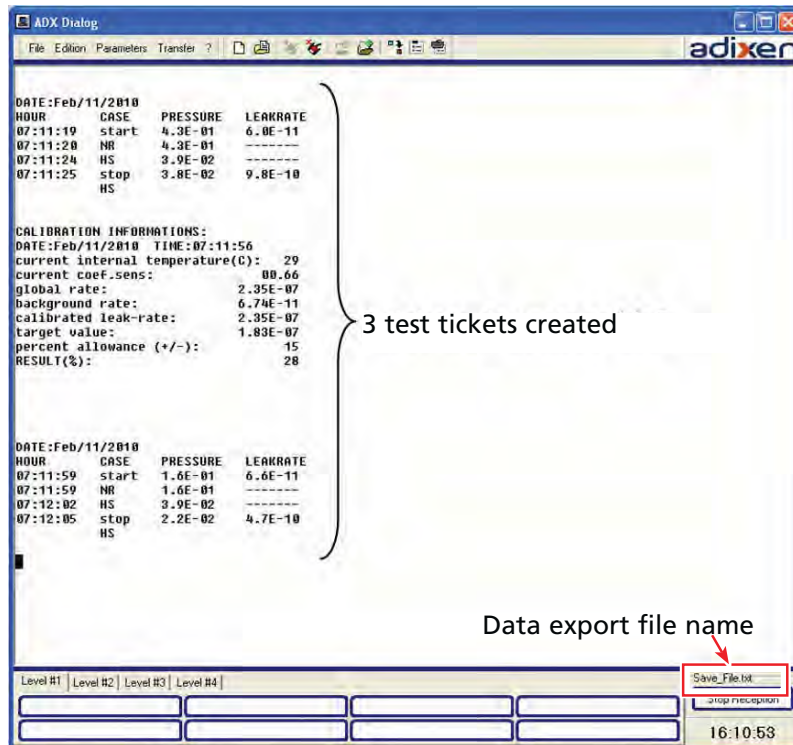 ADX Dialog
File Edition Parameters Transfer ?
adixen
DATE:Feb/11/2010
HOUR CASE PRESSURE LEAKRATE
07:11:19 start 4.3E-01 6.0E-11
07:11:20 NR 4.3E-01 -------
07:11:24 HS 3.9E-02 -------
07:11:25 stop 3.8E-02 9.8E-10
HS
CALIBRATION INFORMATIONS:
DATE:Feb/11/2010 TIME:07:11:56
current internal temperature(C): 29
current coef.sens: 00.66
global rate: 2.35E-07
background rate: 6.74E-11
calibrated leak-rate: 2.35E-07
target value: 1.83E-07
percent allowance (+/-): 15
RESULT(%): 28
3 test tickets created
DATE:Feb/11/2010
HOUR CASE PRESSURE LEAKRATE
07:11:59 start 1.6E-01 6.6E-11
07:11:59 NR 1.6E-01 -------
07:12:02 HS 3.9E-02 -------
07:12:05 stop 2.2E-02 4.7E-10
HS
Data export file name
Level #1 Level #2 Level #3 Level #4
Save_File.txt
Stop Reception
16:10:53